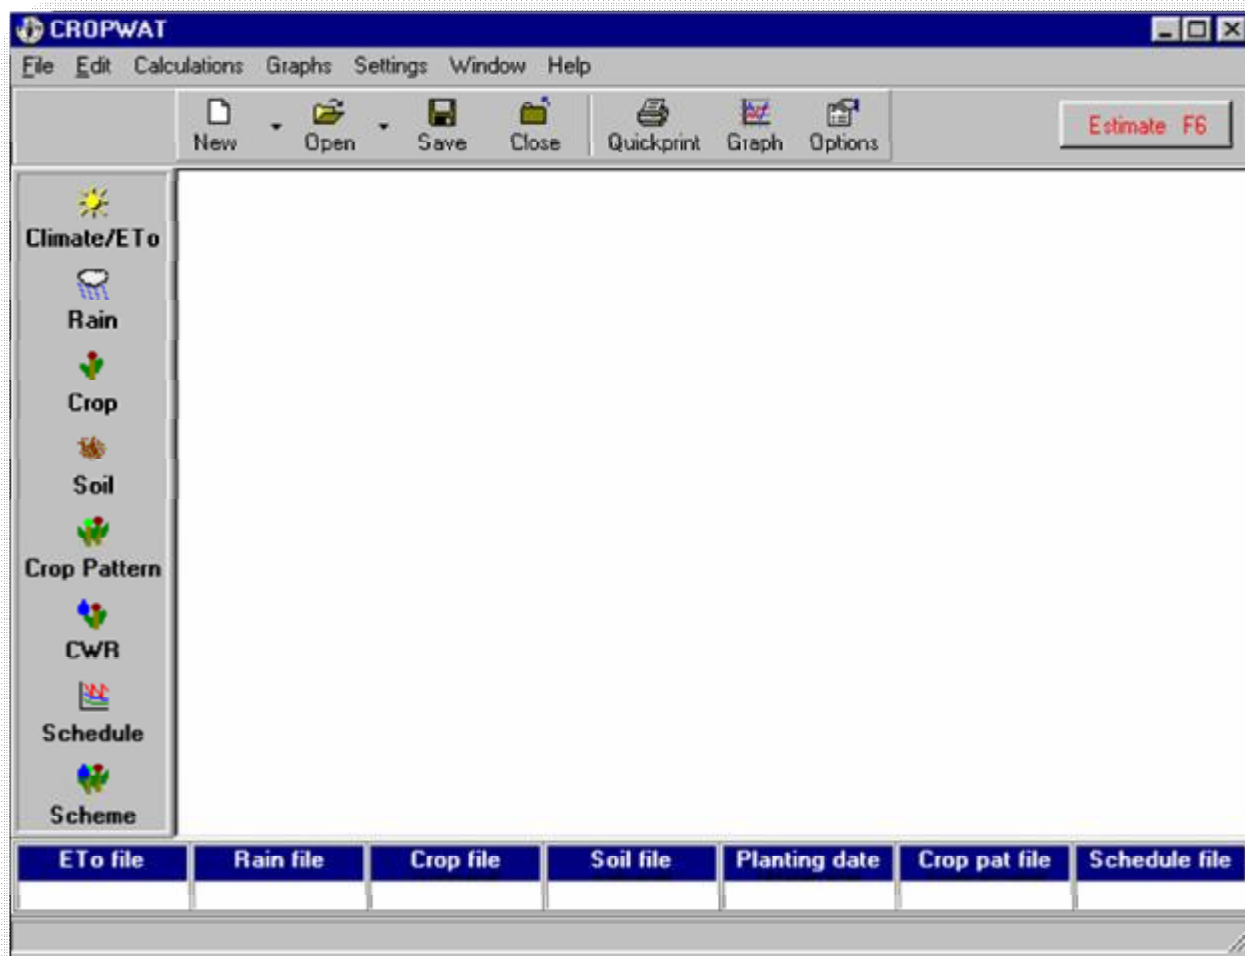 CROPWAT
File Edit Calculations Graphs Settings Window Help
New Open Save Close Quickprint Graph Options Estimate F6
Climate/ETo
Rain
Crop
Soil
Crop Pattern
CWR
Schedule
Scheme
ETo file Rain file Crop file Soil file Planting date Crop pat file Schedule file